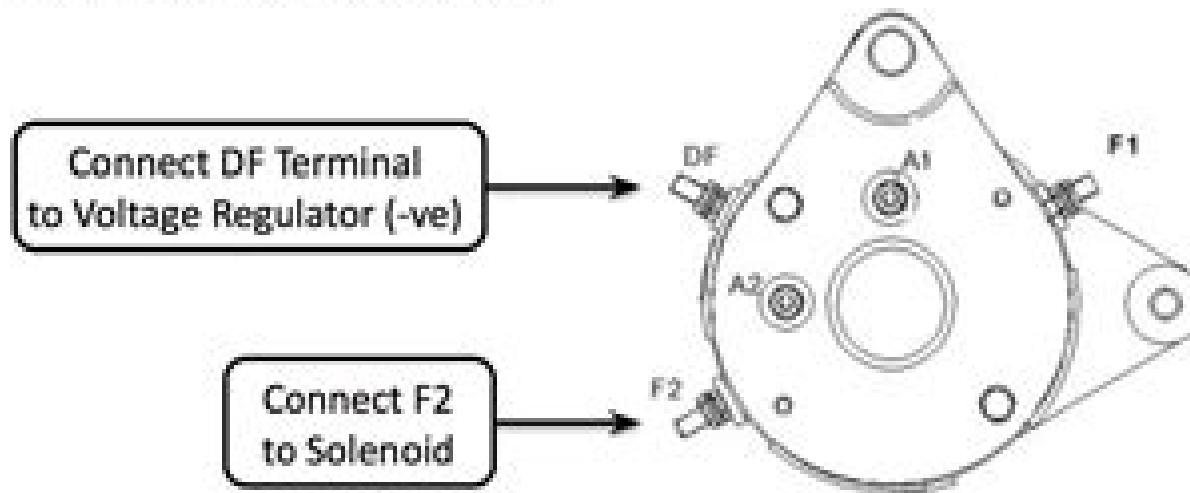 Connect DF Terminal
to Voltage Regulator (-ve)
DF
A1
F1
A2
Connect F2
to Solenoid
F2